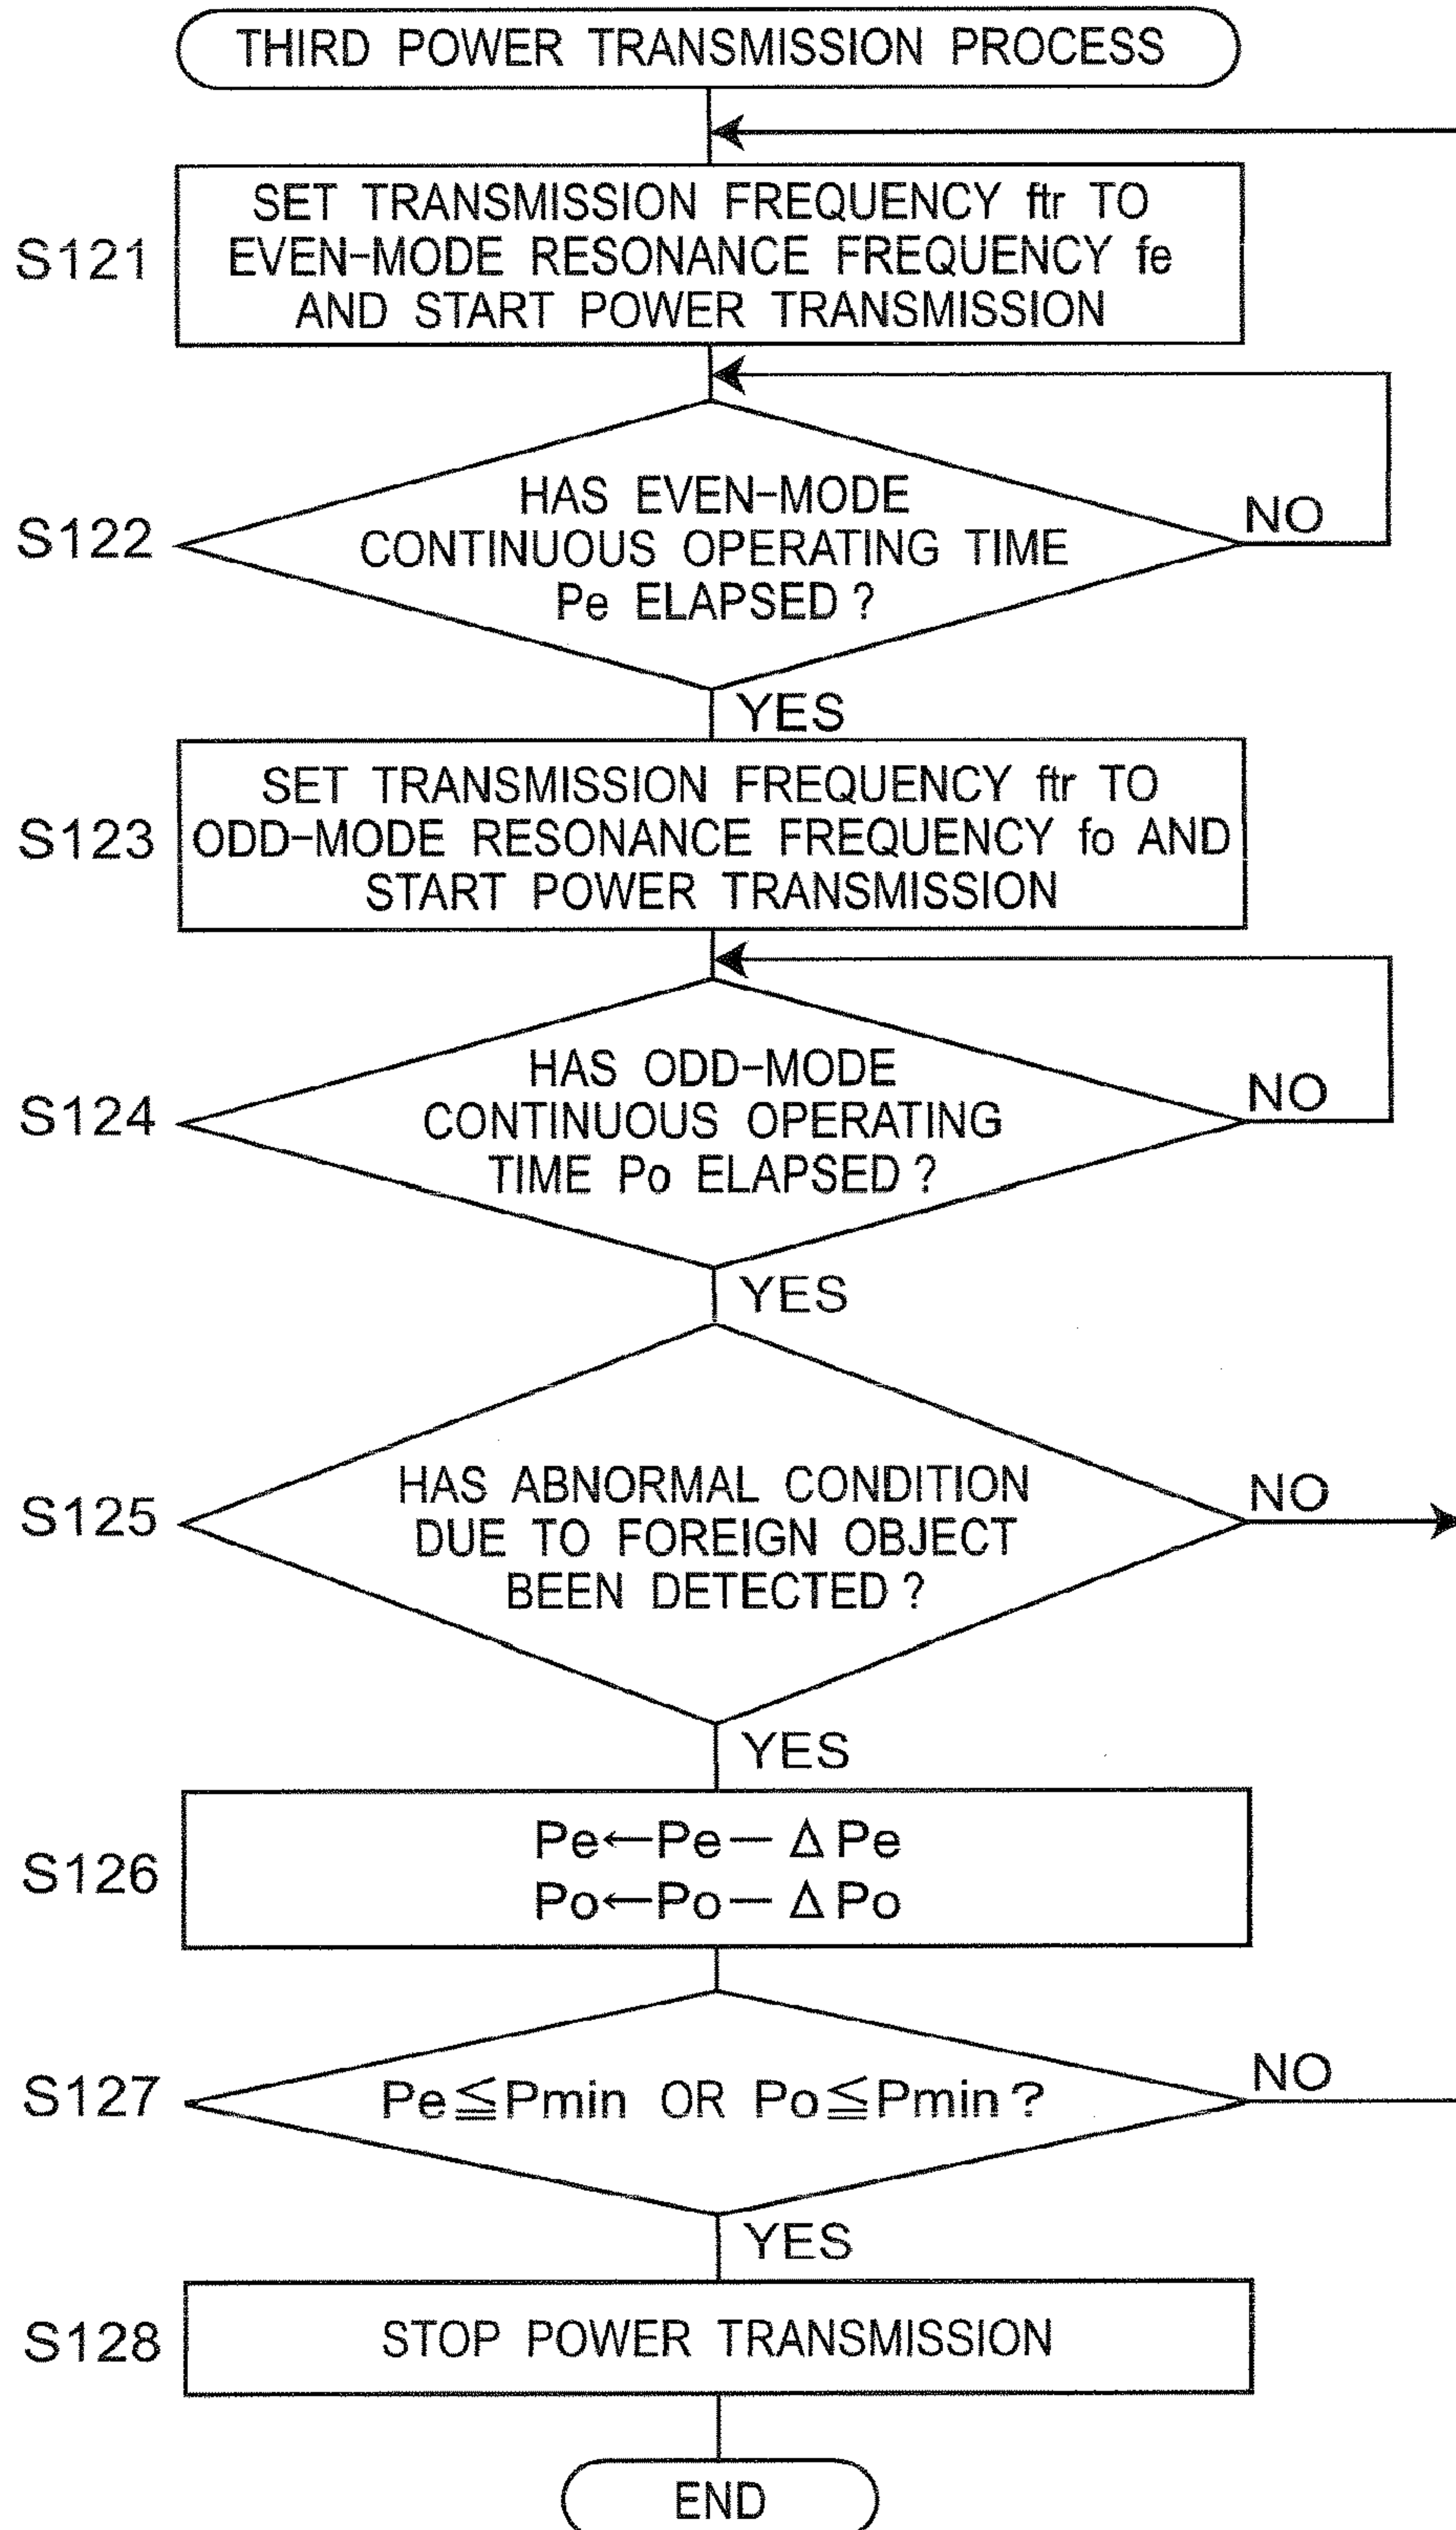 THIRD POWER TRANSMISSION PROCESS
S121
SET TRANSMISSION FREQUENCY ftr TO
EVEN-MODE RESONANCE FREQUENCY fe
AND START POWER TRANSMISSION
S122
HAS EVEN-MODE
CONTINUOUS OPERATING TIME
Pe ELAPSED?
NO
YES
S123
SET TRANSMISSION FREQUENCY ftr TO
ODD-MODE RESONANCE FREQUENCY fo AND
START POWER TRANSMISSION
S124
HAS ODD-MODE
CONTINUOUS OPERATING
TIME Po ELAPSED?
NO
YES
S125
HAS ABNORMAL CONDITION
DUE TO FOREIGN OBJECT
BEEN DETECTED?
NO
YES
S126
Pe←Pe－ΔPe
Po←Po－ΔPo
S127
Pe≦Pmin OR Po≦Pmin?
NO
YES
S128
STOP POWER TRANSMISSION
END